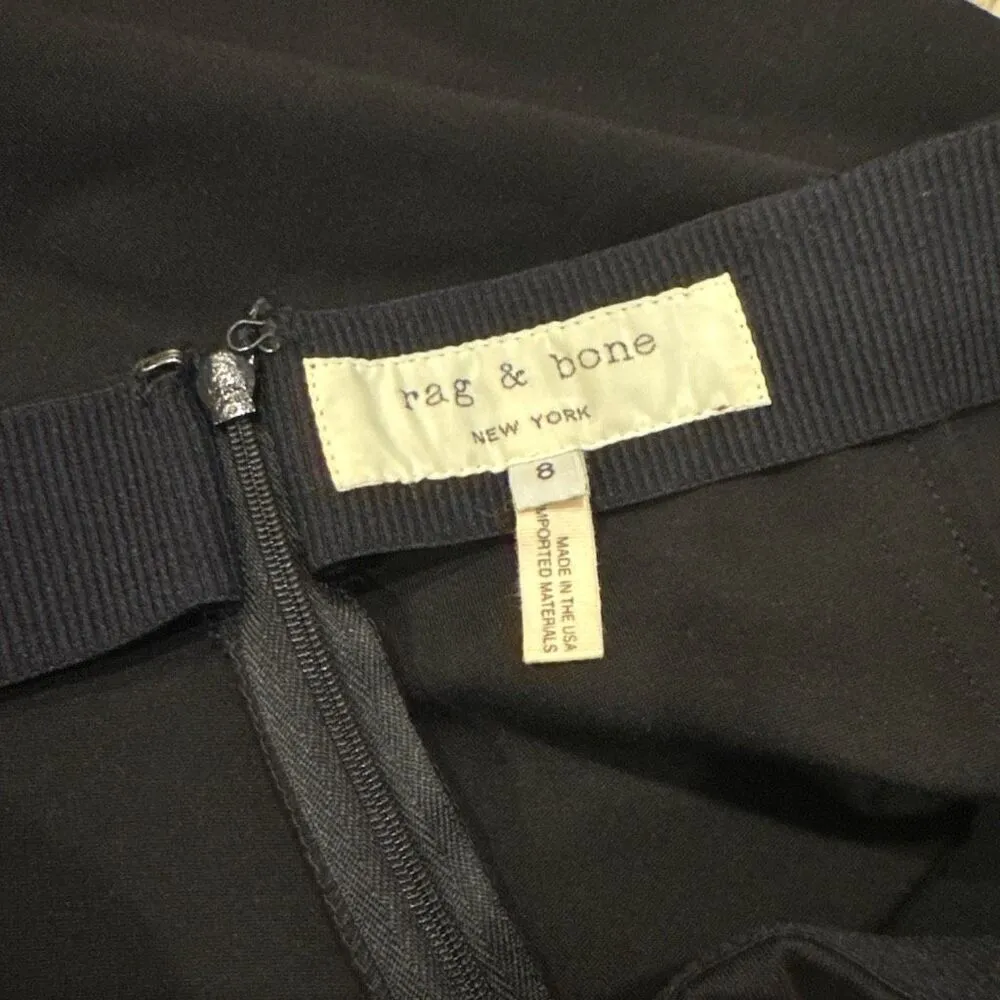 rag & bone
NEW YORK
8
MADE IN THE USA
IMPORTED MATERIALS